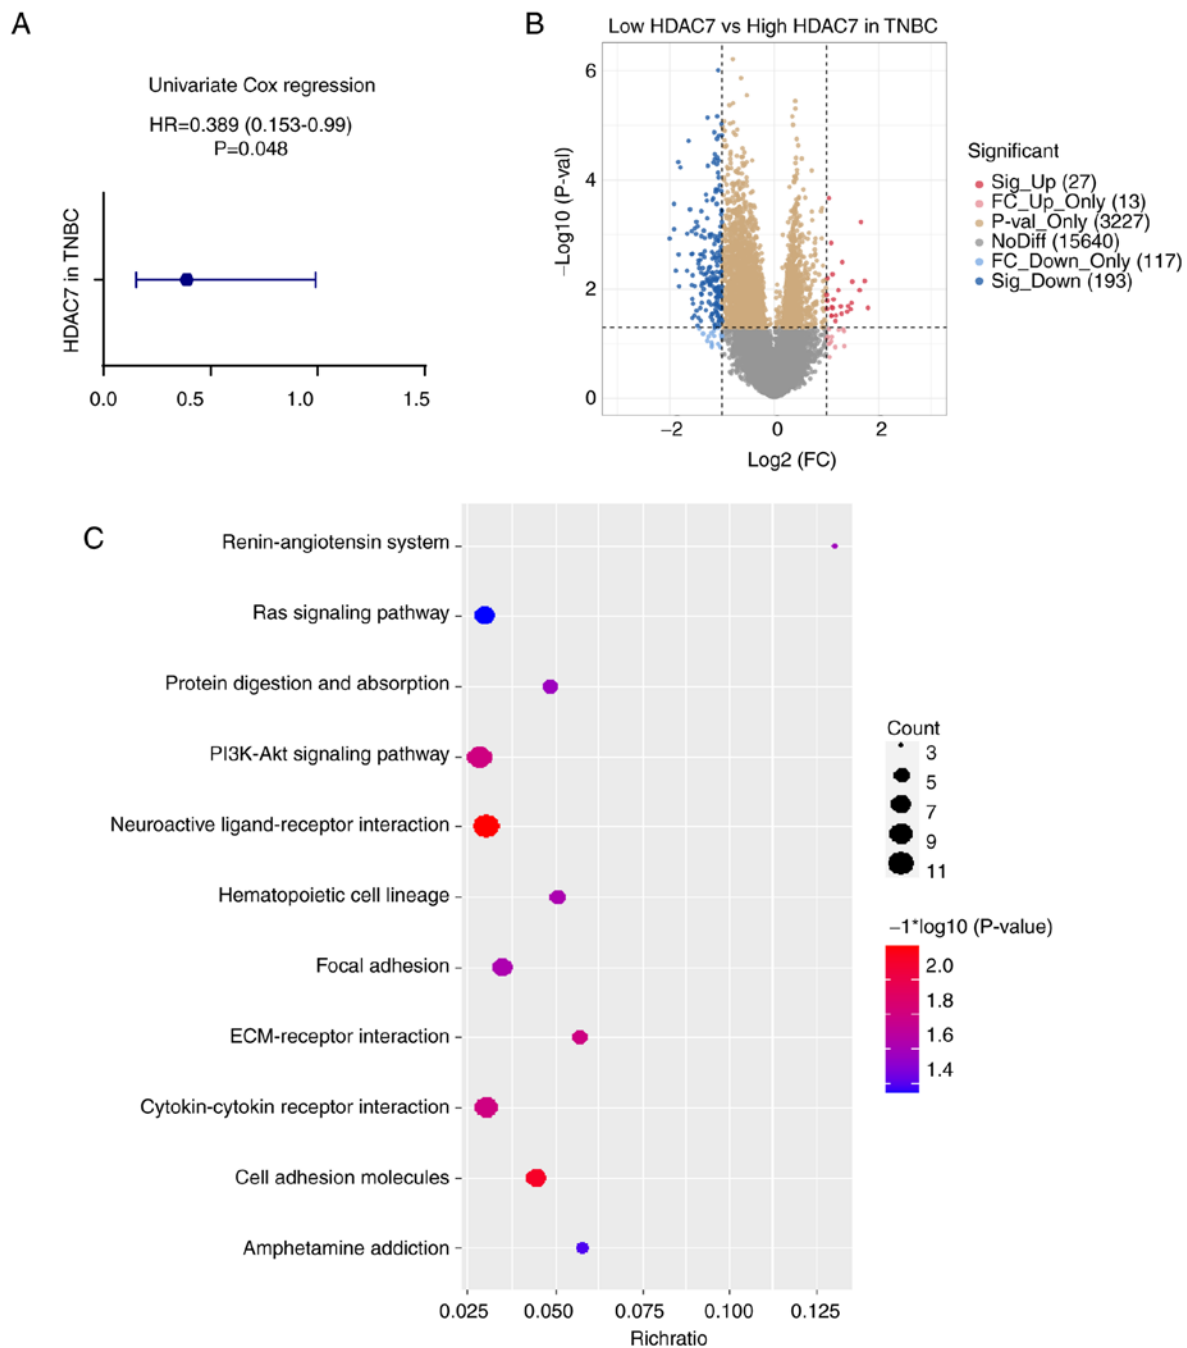 A
Univariate Cox regression
HR=0.389 (0.153-0.99)
P=0.048
HDAC7 in TNBC
0.0 0.5 1.0 1.5
B
Low HDAC7 vs High HDAC7 in TNBC
−Log10 (P-val)
6
4
2
0
−2 0 2
Log2 (FC)
Significant
Sig_Up (27)
FC_Up_Only (13)
P-val_Only (3227)
NoDiff (15640)
FC_Down_Only (117)
Sig_Down (193)
C
Renin-angiotensin system
Ras signaling pathway
Protein digestion and absorption
PI3K-Akt signaling pathway
Neuroactive ligand-receptor interaction
Hematopoietic cell lineage
Focal adhesion
ECM-receptor interaction
Cytokin-cytokin receptor interaction
Cell adhesion molecules
Amphetamine addiction
0.025 0.050 0.075 0.100 0.125
Richratio
Count
3
5
7
9
11
−1*log10 (P-value)
2.0
1.8
1.6
1.4